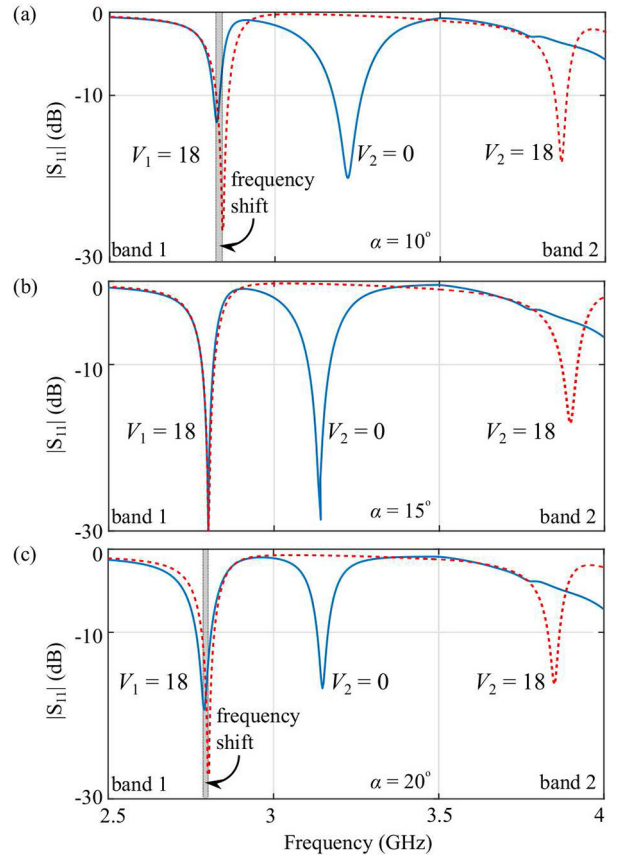 (a)
0
-10
-30
|S₁₁| (dB)
V₁ = 18
V₂ = 0
V₂ = 18
frequency
shift
band 1
α = 10°
band 2
(b)
0
-10
-30
|S₁₁| (dB)
V₁ = 18
V₂ = 0
V₂ = 18
band 1
α = 15°
band 2
(c)
0
-10
-30
|S₁₁| (dB)
V₁ = 18
V₂ = 0
V₂ = 18
frequency
shift
band 1
α = 20°
band 2
2.5
3
3.5
4
Frequency (GHz)